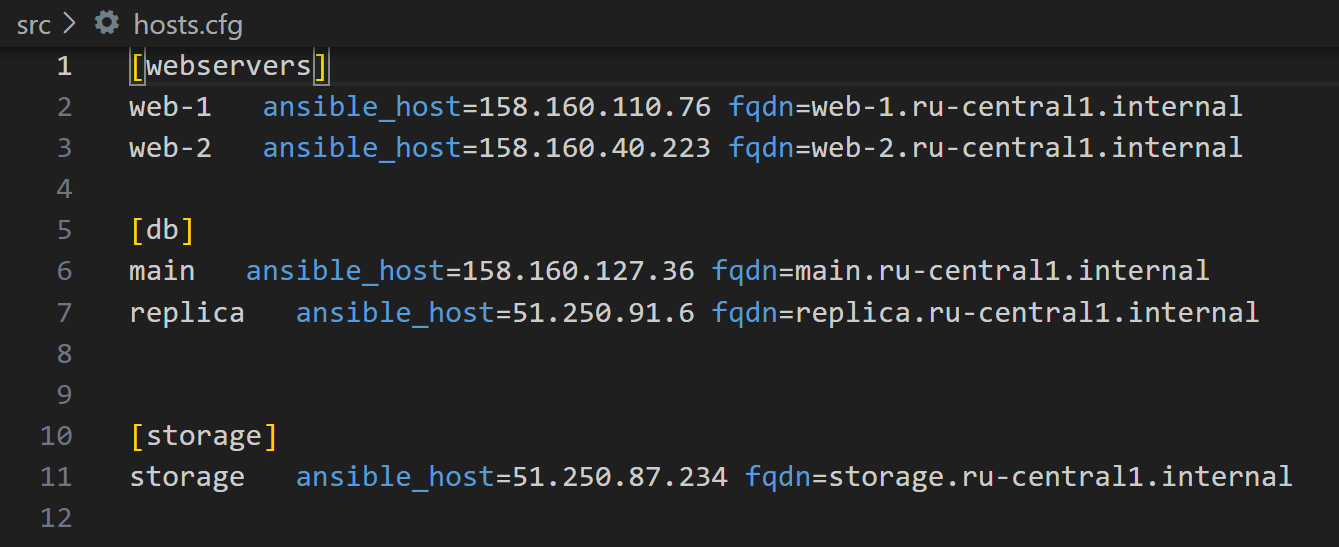 src > hosts.cfg
1 [webservers]
2 web-1   ansible_host=158.160.110.76 fqdn=web-1.ru-central1.internal
3 web-2   ansible_host=158.160.40.223 fqdn=web-2.ru-central1.internal
4
5 [db]
6 main   ansible_host=158.160.127.36 fqdn=main.ru-central1.internal
7 replica   ansible_host=51.250.91.6 fqdn=replica.ru-central1.internal
8
9
10 [storage]
11 storage   ansible_host=51.250.87.234 fqdn=storage.ru-central1.internal
12